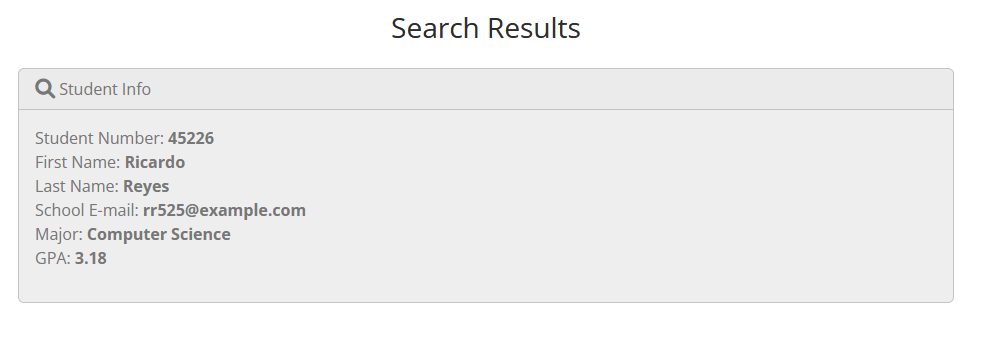 Search Results
Student Info
Student Number: 45226
First Name: Ricardo
Last Name: Reyes
School E-mail: rr525@example.com
Major: Computer Science
GPA: 3.18